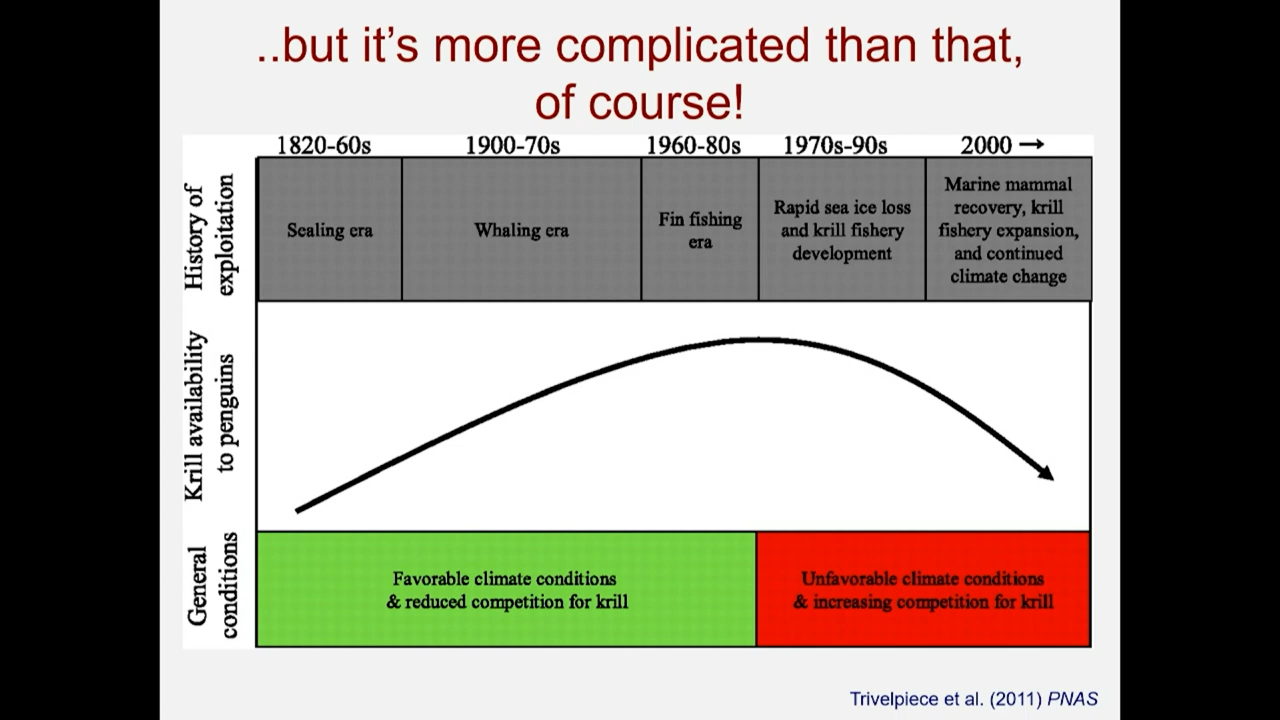 ..but it's more complicated than that,
of course!
1820-60s 1900-70s 1960-80s 1970s-90s 2000 →
History of
exploitation
Sealing era
Whaling era
Fin fishing
era
Rapid sea ice loss
and krill fishery
development
Marine mammal
recovery, krill
fishery expansion,
and continued
climate change
Krill availability
to penguins
General
conditions
Favorable climate conditions
& reduced competition for krill
Unfavorable climate conditions
& increasing competition for krill
Trivelpiece et al. (2011) PNAS